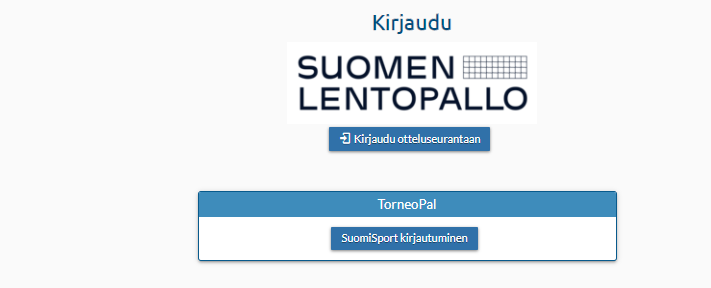 Kirjaudu
SUOMEN
LENTOPALLO
Kirjaudu otteluseurantaan
TorneoPal
SuomiSport kirjautuminen